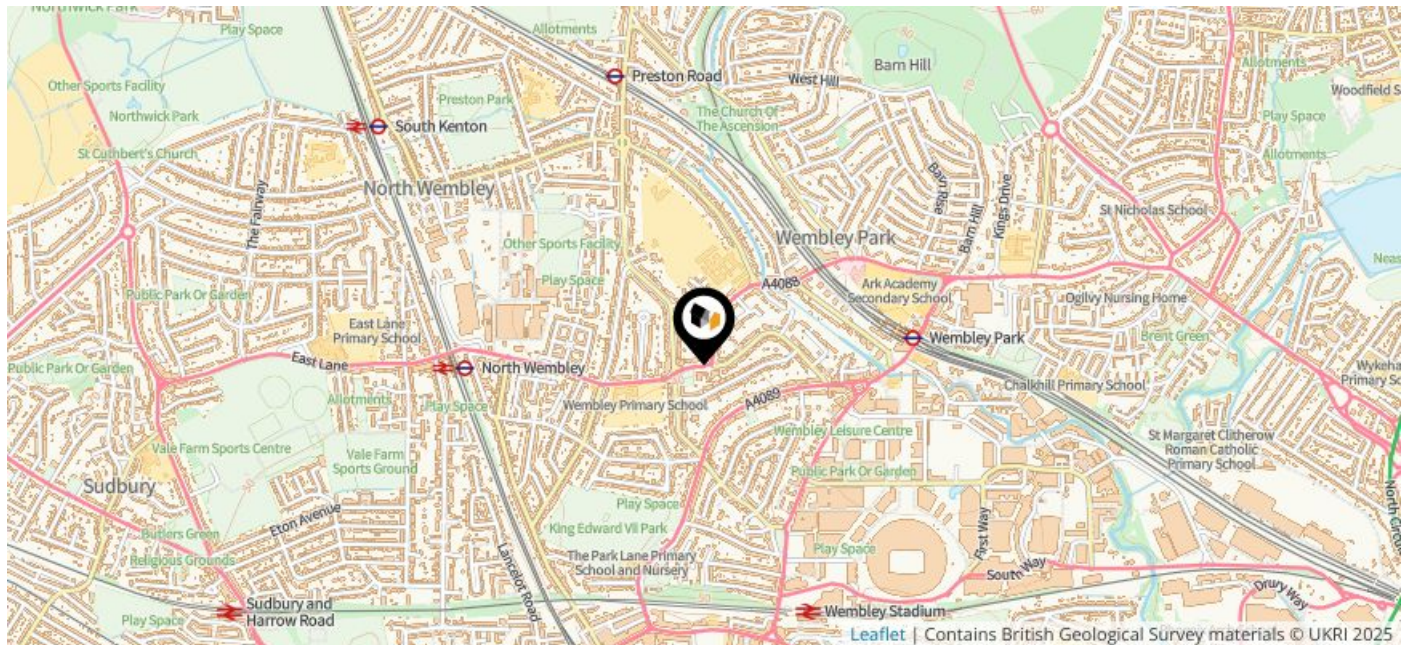 Northwick Park
Play Space
Allotments
Preston Road
Barn Hill
50
West Hill
Allotments
Play Space
Woodfield S
Other Sports Facility
Northwick Park
Preston Park
The Church Of
The Ascension
South Kenton
St Cuthbert's Church
Allotments
North Wembley
The Fairway
Barn Rise
Barn Hill
Kings Drive
St Nicholas School
Other Sports Facility
Wembley Park
Neas
Play Space
A4088
Ark Academy
Secondary School
Ogilvy Nursing Home
Public Park Or Garden
East Lane
Primary School
Wembley Park
Brent Green
East Lane
North Wembley
Public Park Or Garden
Wykeha
Primary Sc
Chalkhill Primary School
Allotments
Play Space
Wembley Primary School
A4089
Wembley Leisure Centre
Vale Farm Sports Centre
Vale Farm
Sports Ground
St Margaret Clitherow
Roman Catholic
Primary School
Public Park Or Garden
Sudbury
Play Space
North Circu
Eton Avenue
King Edward VII Park
Butlers Green
Religious Grounds
Lancelot Road
The Park Lane Primary
School and Nursery
Play Space
First Way
South Way
Drury Way
50
Sudbury and
Harrow Road
Play Space
Wembley Stadium
Leaflet | Contains British Geological Survey materials © UKRI 2025